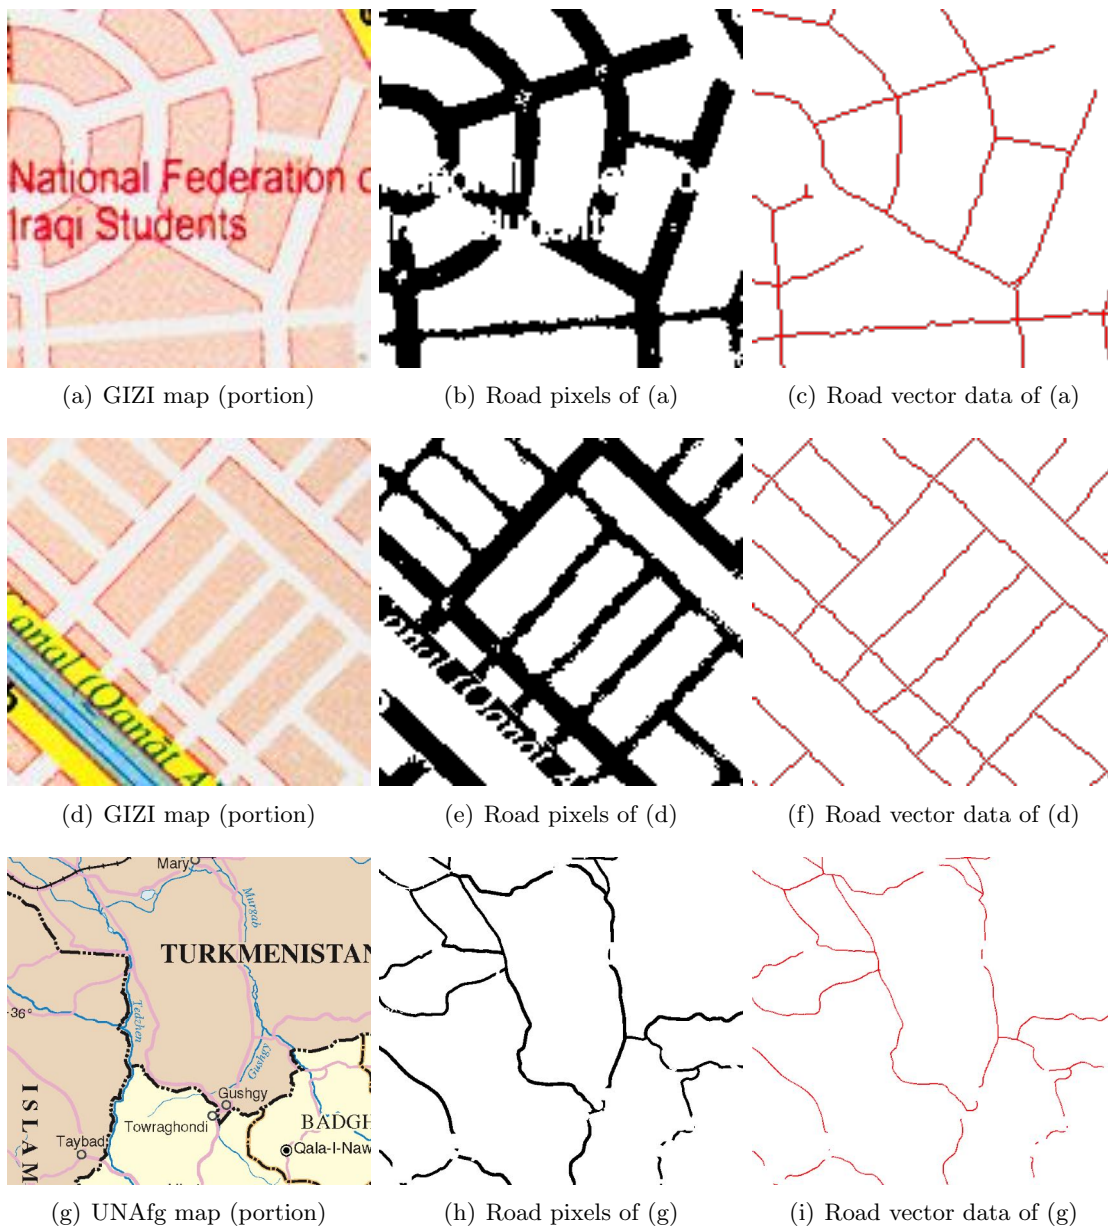 National Federation o
Iraqi Students
(a) GIZI map (portion)
(b) Road pixels of (a)
(c) Road vector data of (a)
anal (Qanāt A
(d) GIZI map (portion)
(e) Road pixels of (d)
(f) Road vector data of (d)
Mary
Murgab
TURKMENISTAN
36°
Tedzhen
Gushgy
Gushgy
ISLAM
Towraghondi
BADGH
Taybad
Qala-I-Naw
(g) UNAfg map (portion)
(h) Road pixels of (g)
(i) Road vector data of (g)